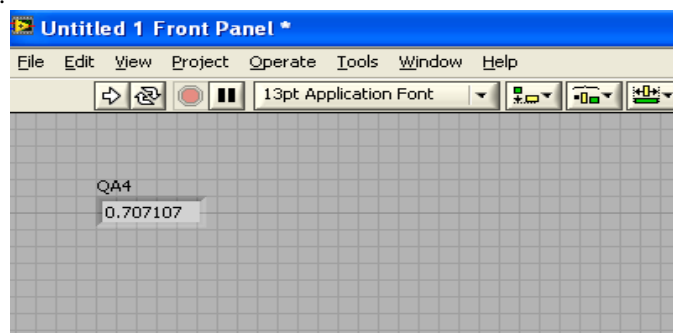 Untitled 1 Front Panel *
File Edit View Project Operate Tools Window Help
13pt Application Font
QA4
0.707107